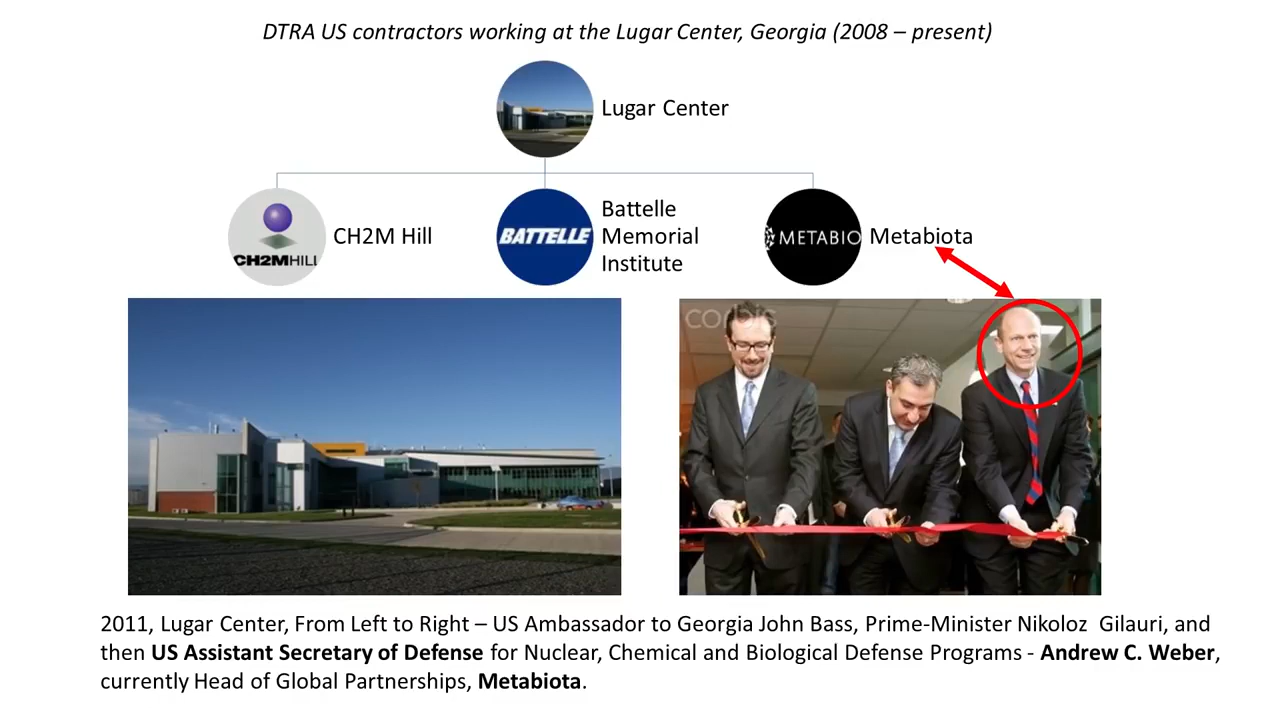 DTRA US contractors working at the Lugar Center, Georgia (2008 – present)
Lugar Center
CH2MHILL
CH2M Hill
BATTELLE
Battelle
Memorial
Institute
METABIO
Metabiota
2011, Lugar Center, From Left to Right – US Ambassador to Georgia John Bass, Prime-Minister Nikoloz Gilauri, and
then US Assistant Secretary of Defense for Nuclear, Chemical and Biological Defense Programs - Andrew C. Weber,
currently Head of Global Partnerships, Metabiota.